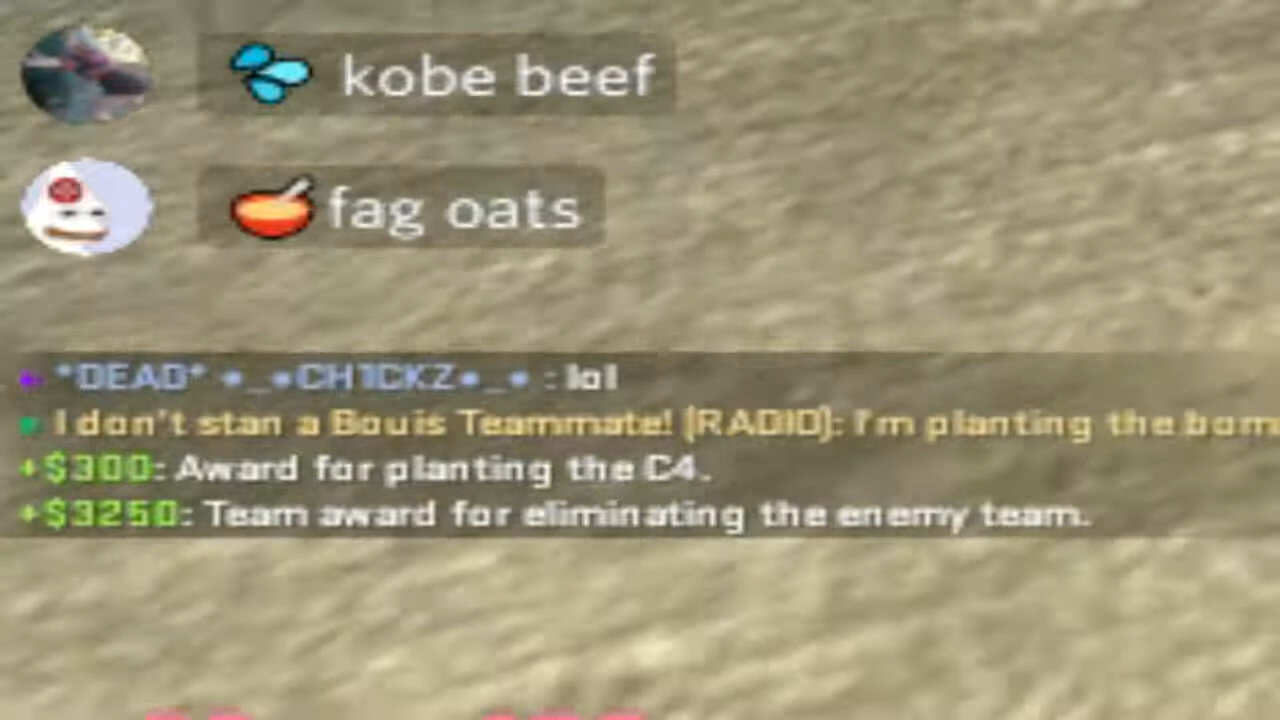 kobe beef
fag oats
*DEAD* •_•CH1CKZ•_• : lol
I don't stan a Bouis Teammate! (RADIO): I'm planting the bom
+$300: Award for planting the C4.
+$3250: Team award for eliminating the enemy team.